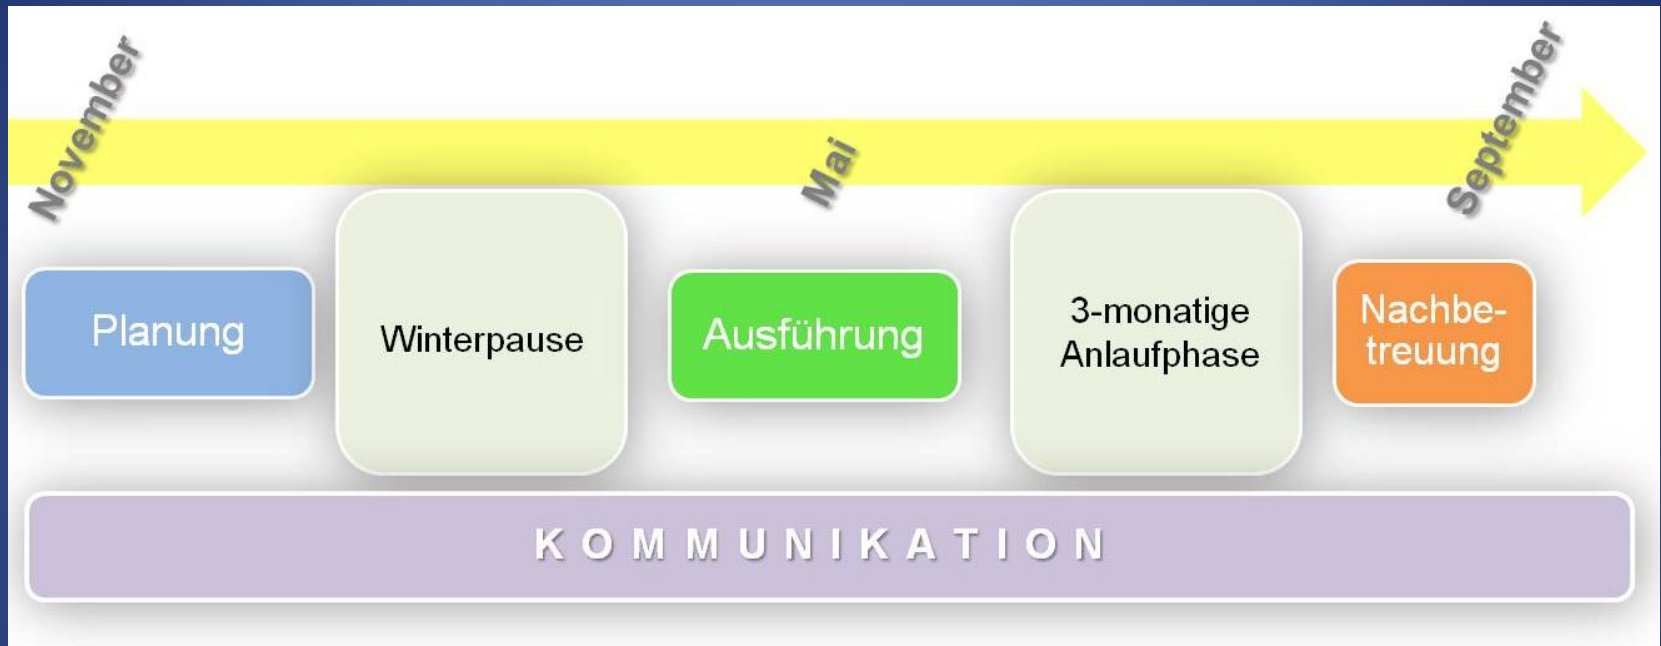 November
Mai
September
Planung
Winterpause
Ausführung
3-monatige
Anlaufphase
Nachbe-
treuung
KOMMUNIKATION